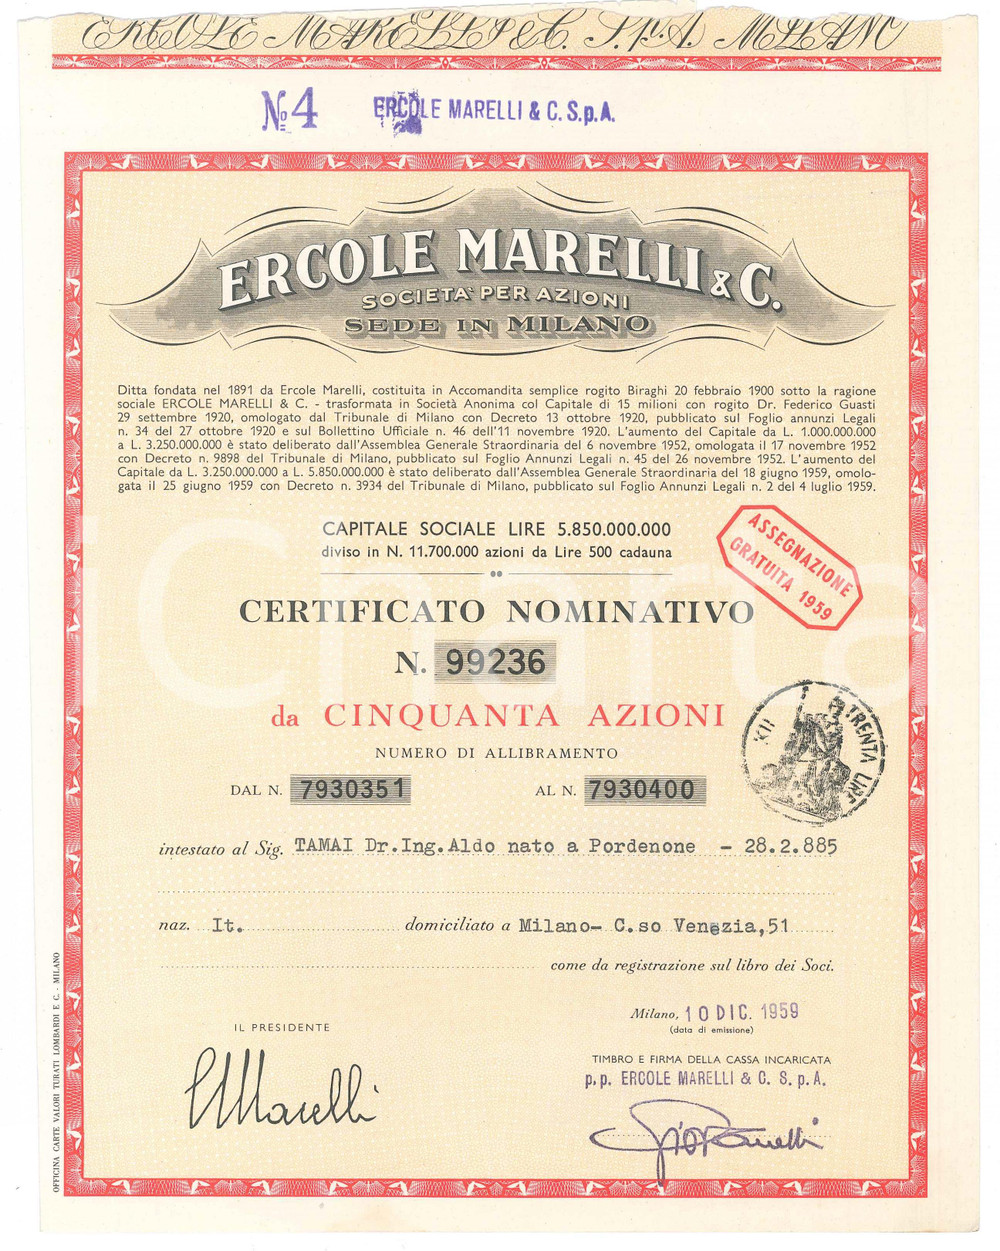 ERCOLE MARELLI & C. S.p.A. MILANO
No 4 ERCOLE MARELLI & C. S.p.A.
ERCOLE MARELLI & C.
SOCIETA' PER AZIONI
SEDE IN MILANO
Ditta fondata nel 1891 da Ercole Marelli, costituita in Accomandita semplice rogito Biraghi 20 febbraio 1900 sotto la ragione
sociale ERCOLE MARELLI & C. - trasformata in Società Anonima col Capitale di 15 milioni con rogito Dr. Federico Guasti
29 settembre 1920, omologato dal Tribunale di Milano con Decreto 13 ottobre 1920, pubblicato sul Foglio annunzi Legali
n. 34 del 27 ottobre 1920 e sul Bollettino Ufficiale n. 46 dell'11 novembre 1920. L'aumento del Capitale da L. 1.000.000.000
a L. 3.250.000.000 è stato deliberato dall'Assemblea Generale Straordinaria del 6 novembre 1952, omologata il 17 novembre 1952
con Decreto n. 9898 del Tribunale di Milano, pubblicato sul Foglio Annunzi Legali n. 45 del 26 novembre 1952. L'aumento del
Capitale da L. 3.250.000.000 a L. 5.850.000.000 è stato deliberato dall'Assemblea Generale Straordinaria del 18 giugno 1959, omolo-
gata il 25 giugno 1959 con Decreto n. 3934 del Tribunale di Milano, pubblicato sul Foglio Annunzi Legali n. 2 del 4 luglio 1959.
CAPITALE SOCIALE LIRE 5.850.000.000
diviso in N. 11.700.000 azioni da Lire 500 cadauna
ASSEGNAZIONE
GRATUITA 1959
CERTIFICATO NOMINATIVO
N. 99236
da CINQUANTA AZIONI
NUMERO DI ALLIBRAMENTO
DAL N. 7930351 AL N. 7930400
XII TRENTA LIRE
intestato al Sig. TAMAI Dr.Ing.Aldo nato a Pordenone - 28.2.885
naz. It. domiciliato a Milano- C.so Venezia,51
come da registrazione sul libro dei Soci.
Milano, 10 DIC. 1959
(data di emissione)
IL PRESIDENTE
TIMBRO E FIRMA DELLA CASSA INCARICATA
p.p. ERCOLE MARELLI & C. S.p.A.
OFFICINA CARTE VALORI TURATI LOMBARDI E C. - MILANO